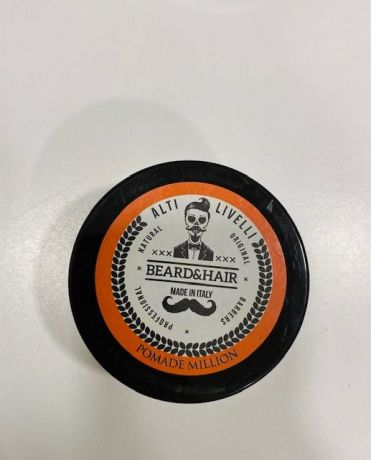 ALTI LIVELLI
NATURAL
ORIGINAL
xxx xxx
BEARD&HAIR
MADE IN ITALY
PROFESSIONAL
BARBERS
POMADE MILLION